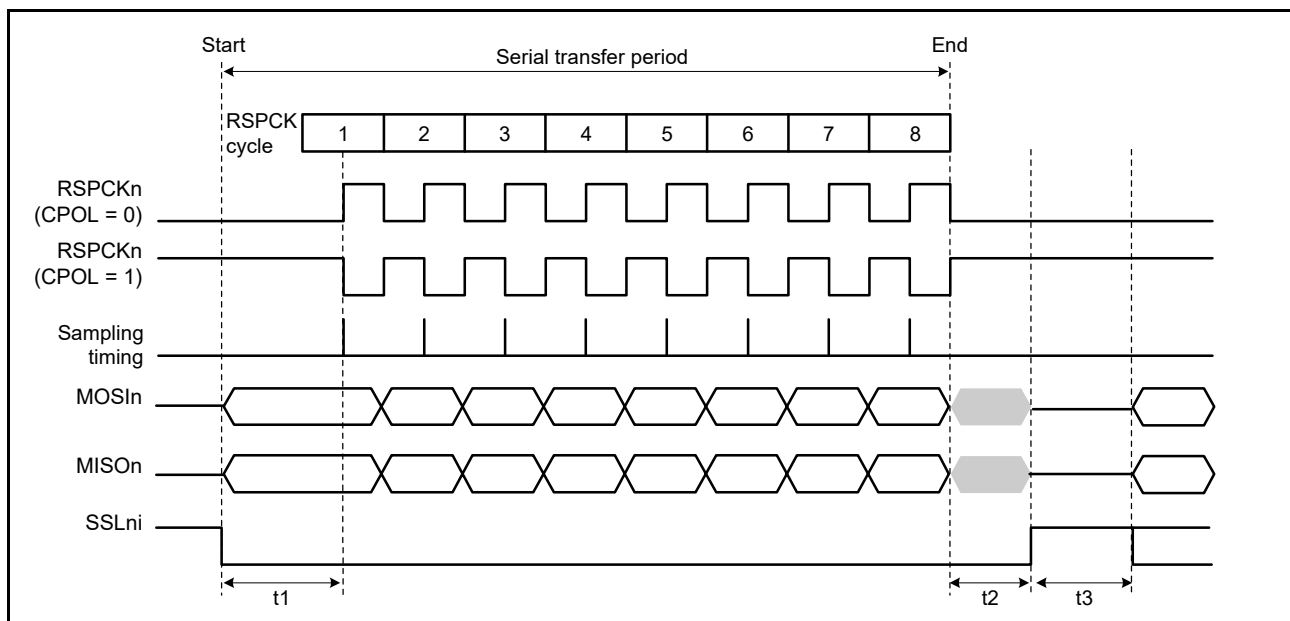 Start
End
Serial transfer period
RSPCK
cycle
1 2 3 4 5 6 7 8
RSPCKn
(CPOL = 0)
RSPCKn
(CPOL = 1)
Sampling
timing
MOSIn
MISOn
SSLni
t1 t2 t3